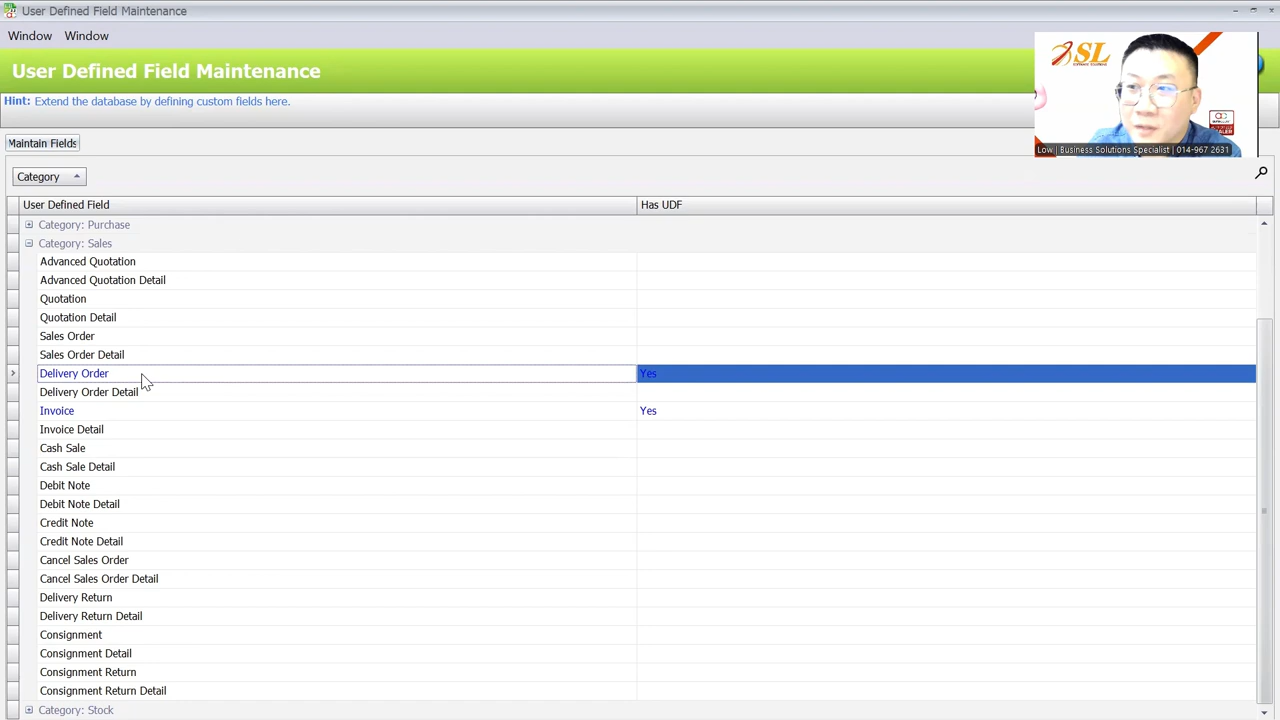 User Defined Field Maintenance
Window Window
User Defined Field Maintenance
Hint: Extend the database by defining custom fields here.
SL
Low | Business Solutions Specialist | 014-967 2631
Maintain Fields
Category
User Defined Field Has UDF
Category: Purchase
Category: Sales
Advanced Quotation
Advanced Quotation Detail
Quotation
Quotation Detail
Sales Order
Sales Order Detail
Delivery Order Yes
Delivery Order Detail
Invoice Yes
Invoice Detail
Cash Sale
Cash Sale Detail
Debit Note
Debit Note Detail
Credit Note
Credit Note Detail
Cancel Sales Order
Cancel Sales Order Detail
Delivery Return
Delivery Return Detail
Consignment
Consignment Detail
Consignment Return
Consignment Return Detail
Category: Stock